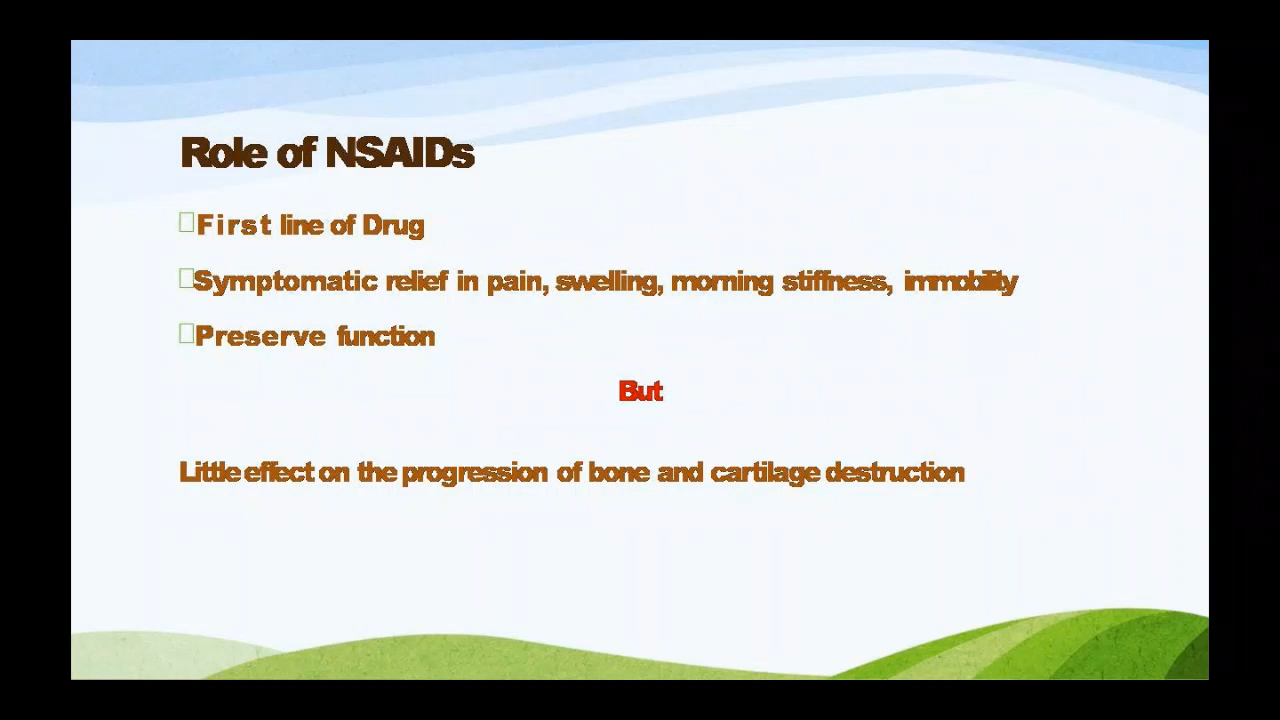 Role of NSAIDs
First line of Drug
Symptomatic relief in pain, swelling, morning stiffness, immobility
Preserve function
But
Little effect on the progression of bone and cartilage destruction